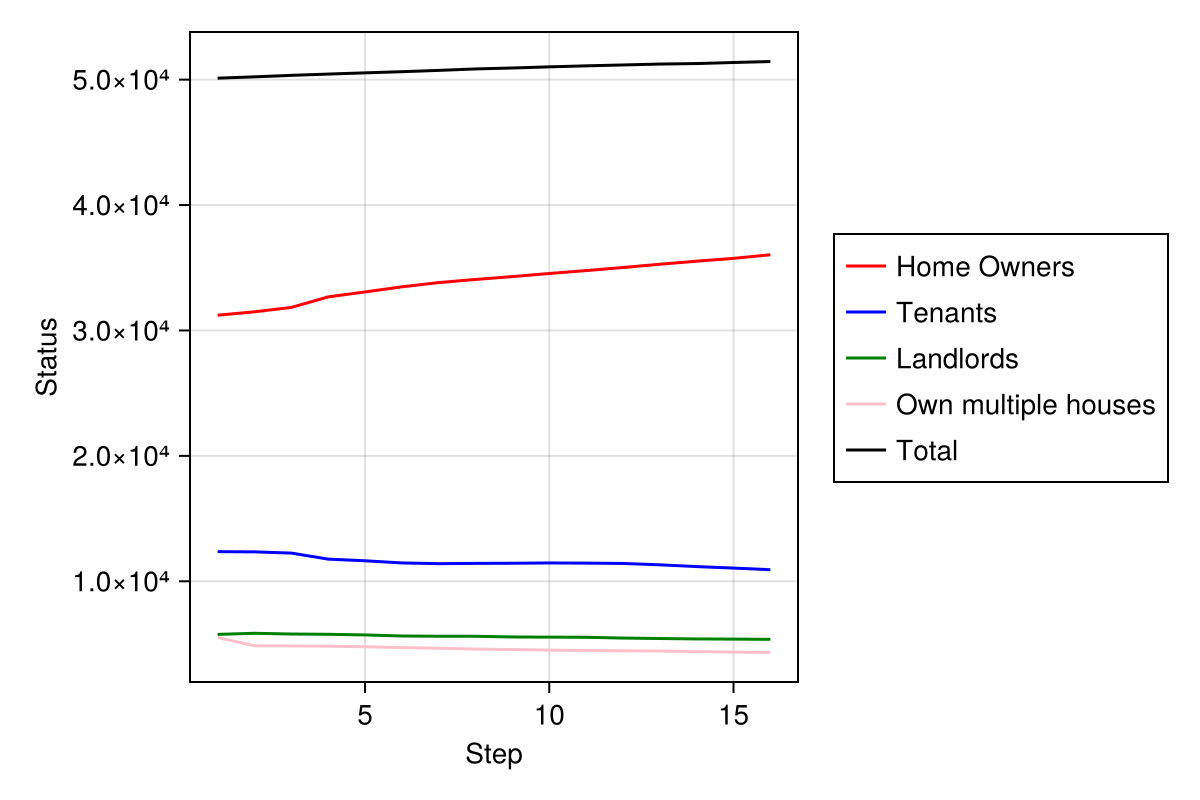 5.0×10⁴
4.0×10⁴
3.0×10⁴
2.0×10⁴
1.0×10⁴
Status
5 10 15
Step
Home Owners
Tenants
Landlords
Own multiple houses
Total